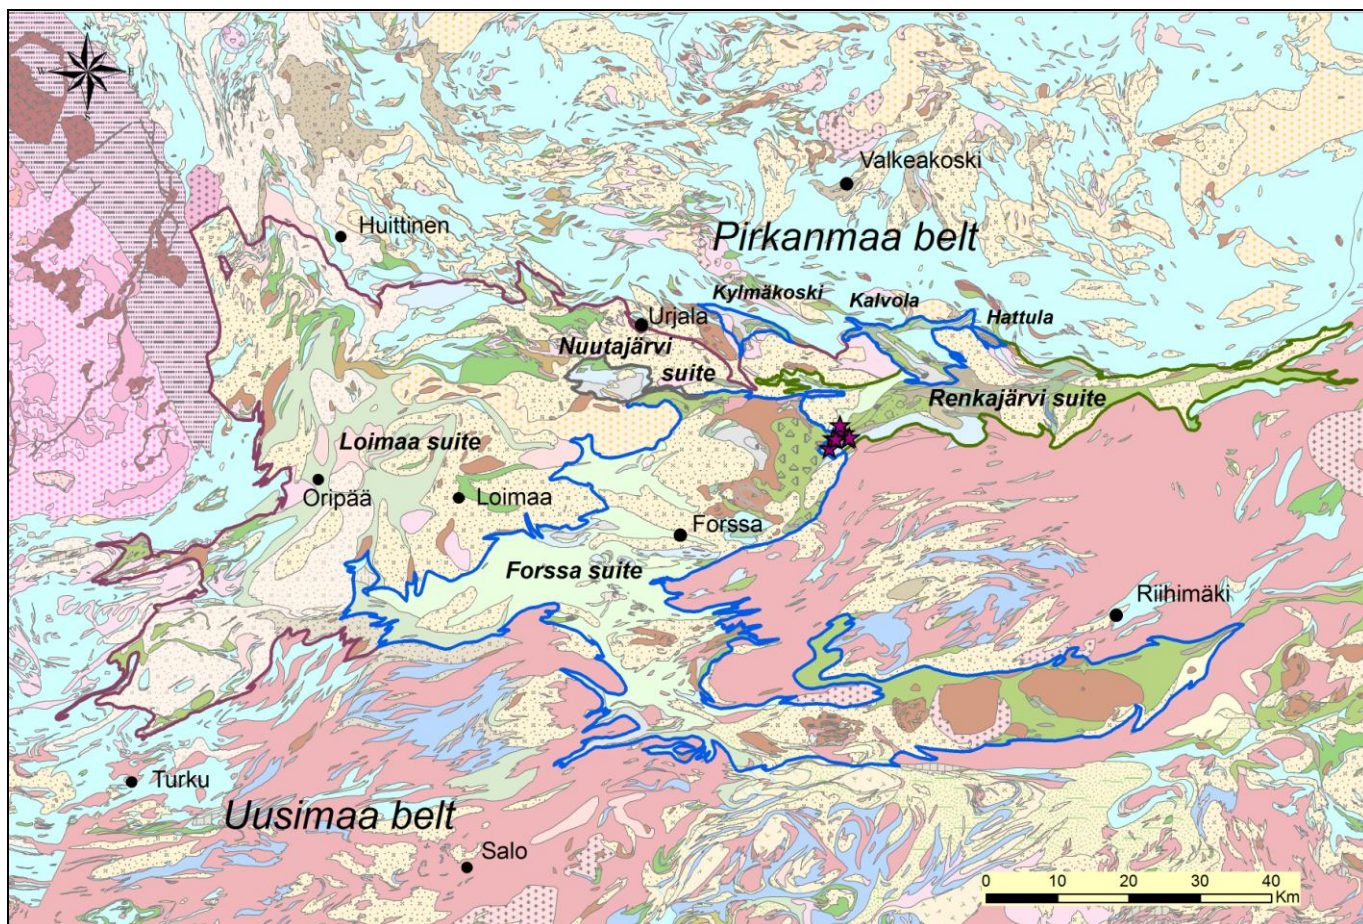 N
W
E
S
Valkeakoski
Huittinen
Pirkanmaa belt
Kylmäkoski
Kalvola
Hattula
Urjala
Nuutajärvi
suite
Renkajärvi suite
Loimaa suite
Oripää
Loimaa
Forssa
Forssa suite
Riihimäki
Turku
Uusimaa belt
Salo
0 10 20 30 40
Km